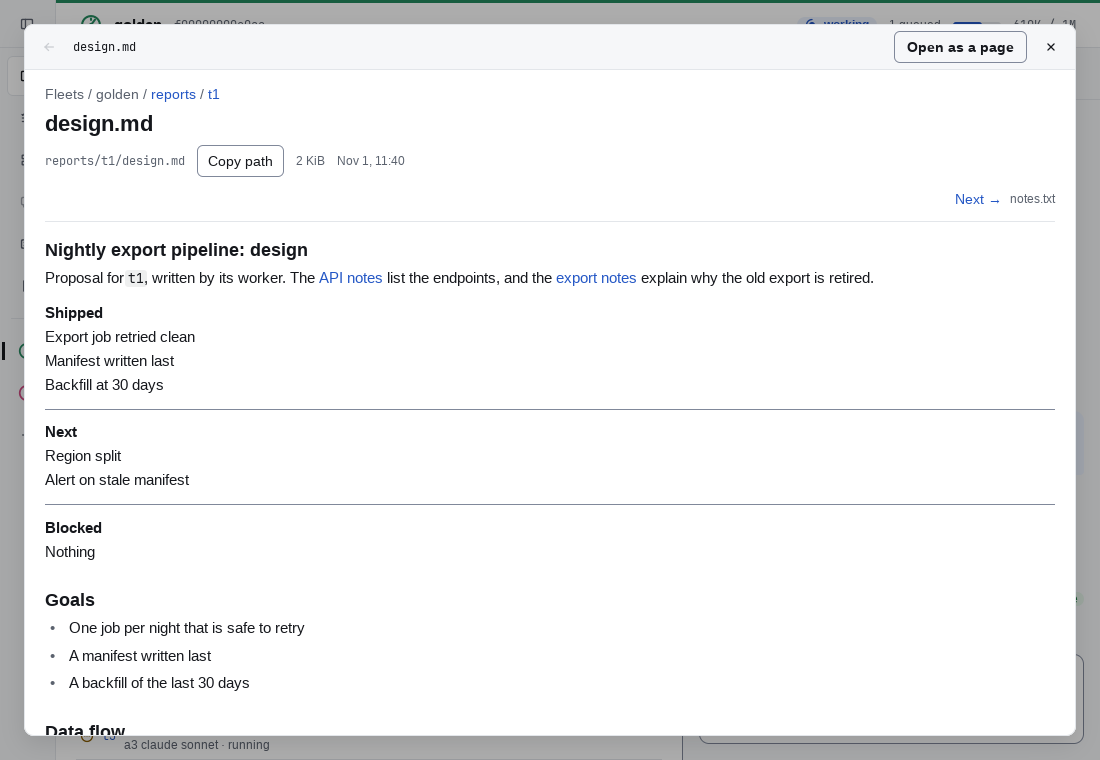 design.md
Open as a page
Fleets / golden / reports / t1
design.md
reports/t1/design.md Copy path 2 KiB Nov 1, 11:40
Next → notes.txt
Nightly export pipeline: design
Proposal for t1, written by its worker. The API notes list the endpoints, and the export notes explain why the old export is retired.
Shipped
Export job retried clean
Manifest written last
Backfill at 30 days
Next
Region split
Alert on stale manifest
Blocked
Nothing
Goals
• One job per night that is safe to retry
• A manifest written last
• A backfill of the last 30 days
Data flow
a3 claude sonnet · running